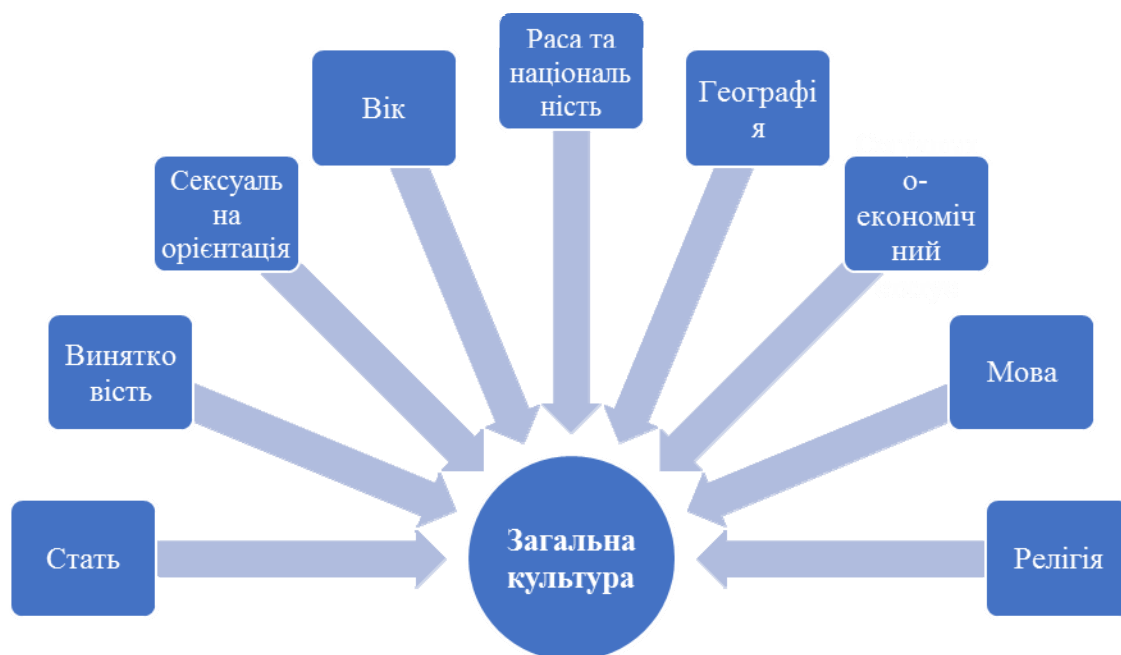 Раса та
національ
ність
Вік
Географі
я
Сексуаль
на
орієнтація
о-
економіч
ний
Винятко
вість
Мова
Стать
Загальна
культура
Релігія